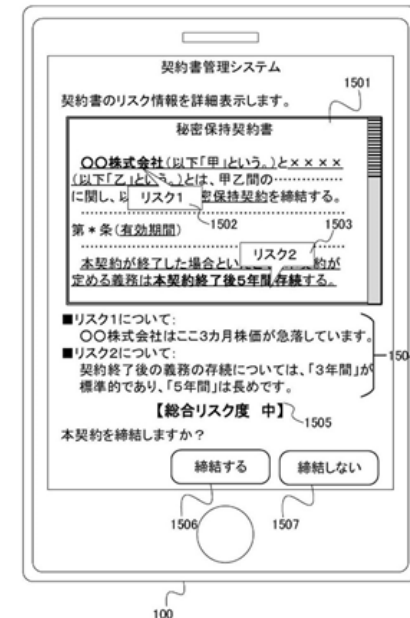 契約書管理システム
1501
契約書のリスク情報を詳細表示します。
秘密保持契約書
〇〇株式会社(以下「甲」という。)と××××
(以下「乙」という。)とは、甲乙間の……………
に関し、以 リスク1 密保持契約を締結する。
1502
1503
第*条(有効期間)
リスク2
本契約が終了した場合とい 約が
定める義務は本契約終了後5年間存続する。
■リスク1について:
〇〇株式会社はここ3カ月株価が急落しています。
■リスク2について:
契約終了後の義務の存続については、「3年間」が
標準的であり、「5年間」は長めです。
150
【総合リスク度 中】
1505
本契約を締結しますか?
締結する
締結しない
1506
1507
100